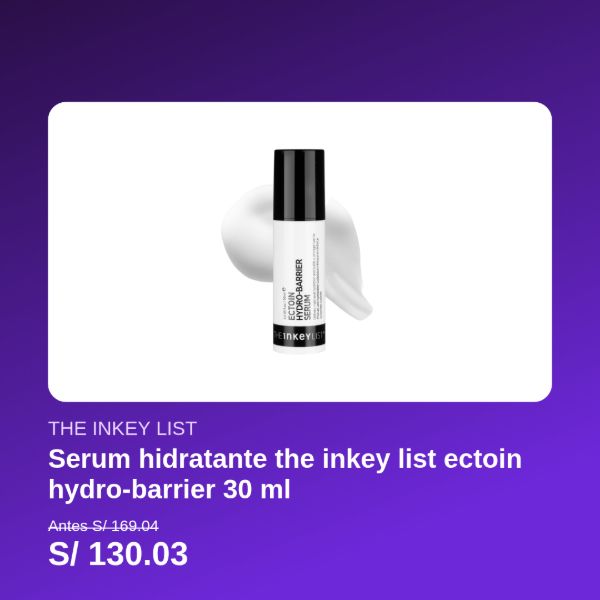 ECTOIN
HYDRO-BARRIER
SERUM
THE INKEY LIST
THE INKEY LIST
Serum hidratante the inkey list ectoin
hydro-barrier 30 ml
Antes S/ 169.04
S/ 130.03